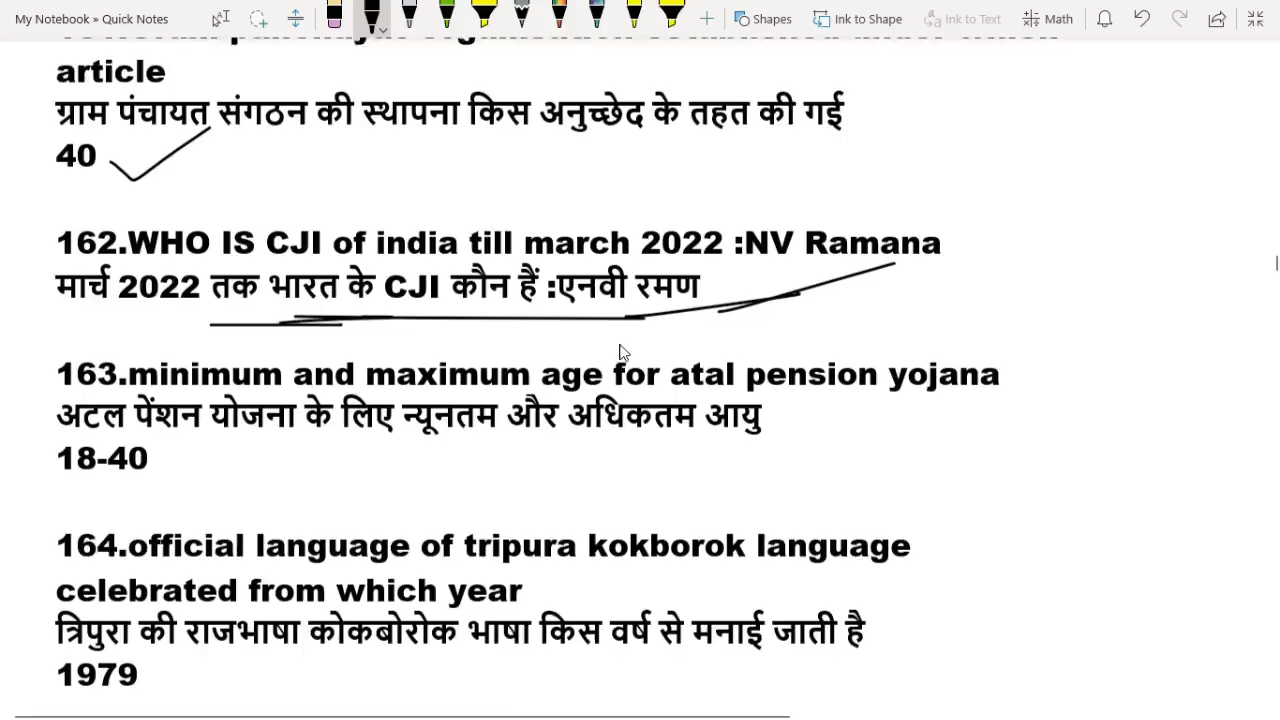 My Notebook » Quick Notes Shapes Ink to Shape Ink to Text Math
article
ग्राम पंचायत संगठन की स्थापना किस अनुच्छेद के तहत की गई
40
162.WHO IS CJI of india till march 2022 :NV Ramana
मार्च 2022 तक भारत के CJI कौन हैं :एनवी रमण
163.minimum and maximum age for atal pension yojana
अटल पेंशन योजना के लिए न्यूनतम और अधिकतम आयु
18-40
164.official language of tripura kokborok language
celebrated from which year
त्रिपुरा की राजभाषा कोकबोरोक भाषा किस वर्ष से मनाई जाती है
1979